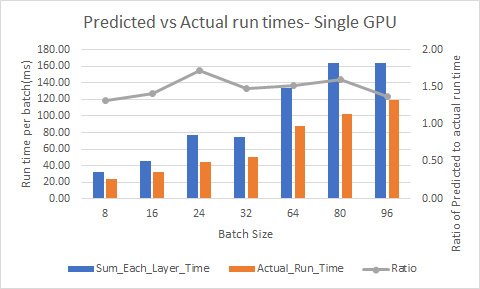 Predicted vs Actual run times- Single GPU
180.00
160.00
140.00
120.00
100.00
80.00
60.00
40.00
20.00
0.00
Run time per batch(ms)
2.00
1.50
1.00
0.50
0.00
Ratio of Predicted to actual run time
8 16 24 32 64 80 96
Batch Size
Sum_Each_Layer_Time Actual_Run_Time Ratio